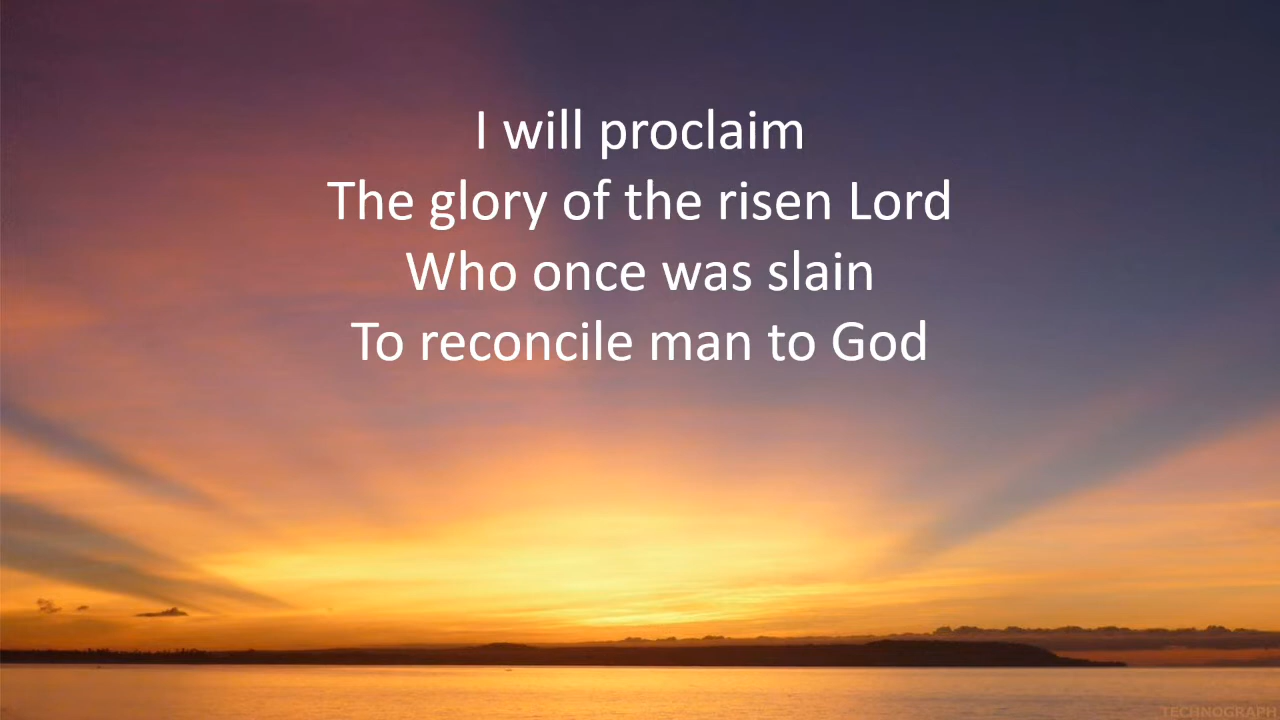 I will proclaim
The glory of the risen Lord
Who once was slain
To reconcile man to God
TECHNOGRAPH